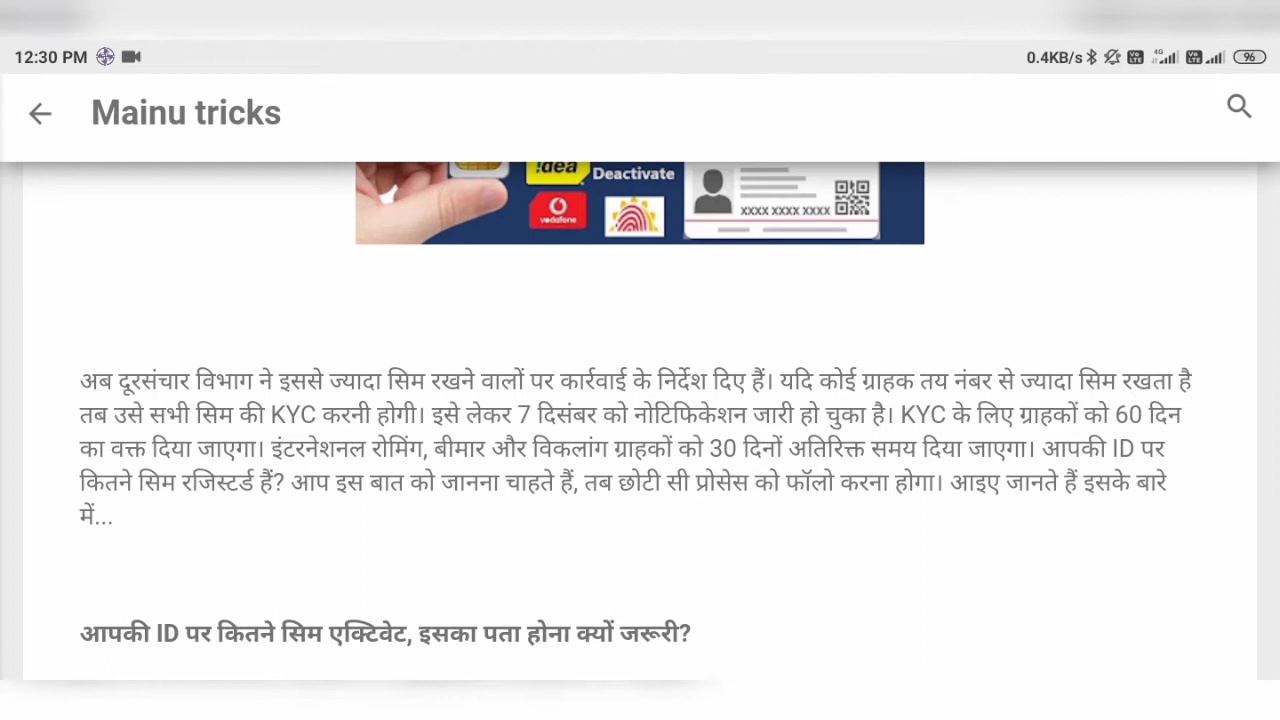 12:30 PM 0.4KB/s 4G 96
Mainu tricks
!dea Deactivate
vodafone XXXX XXXX XXXX
अब दूरसंचार विभाग ने इससे ज्यादा सिम रखने वालों पर कार्रवाई के निर्देश दिए हैं। यदि कोई ग्राहक तय नंबर से ज्यादा सिम रखता है
तब उसे सभी सिम की KYC करनी होगी। इसे लेकर 7 दिसंबर को नोटिफिकेशन जारी हो चुका है। KYC के लिए ग्राहकों को 60 दिन
का वक्त दिया जाएगा। इंटरनेशनल रोमिंग, बीमार और विकलांग ग्राहकों को 30 दिनों अतिरिक्त समय दिया जाएगा। आपकी ID पर
कितने सिम रजिस्टर्ड हैं? आप इस बात को जानना चाहते हैं, तब छोटी सी प्रोसेस को फॉलो करना होगा। आइए जानते हैं इसके बारे
में...
आपकी ID पर कितने सिम एक्टिवेट, इसका पता होना क्यों जरूरी?